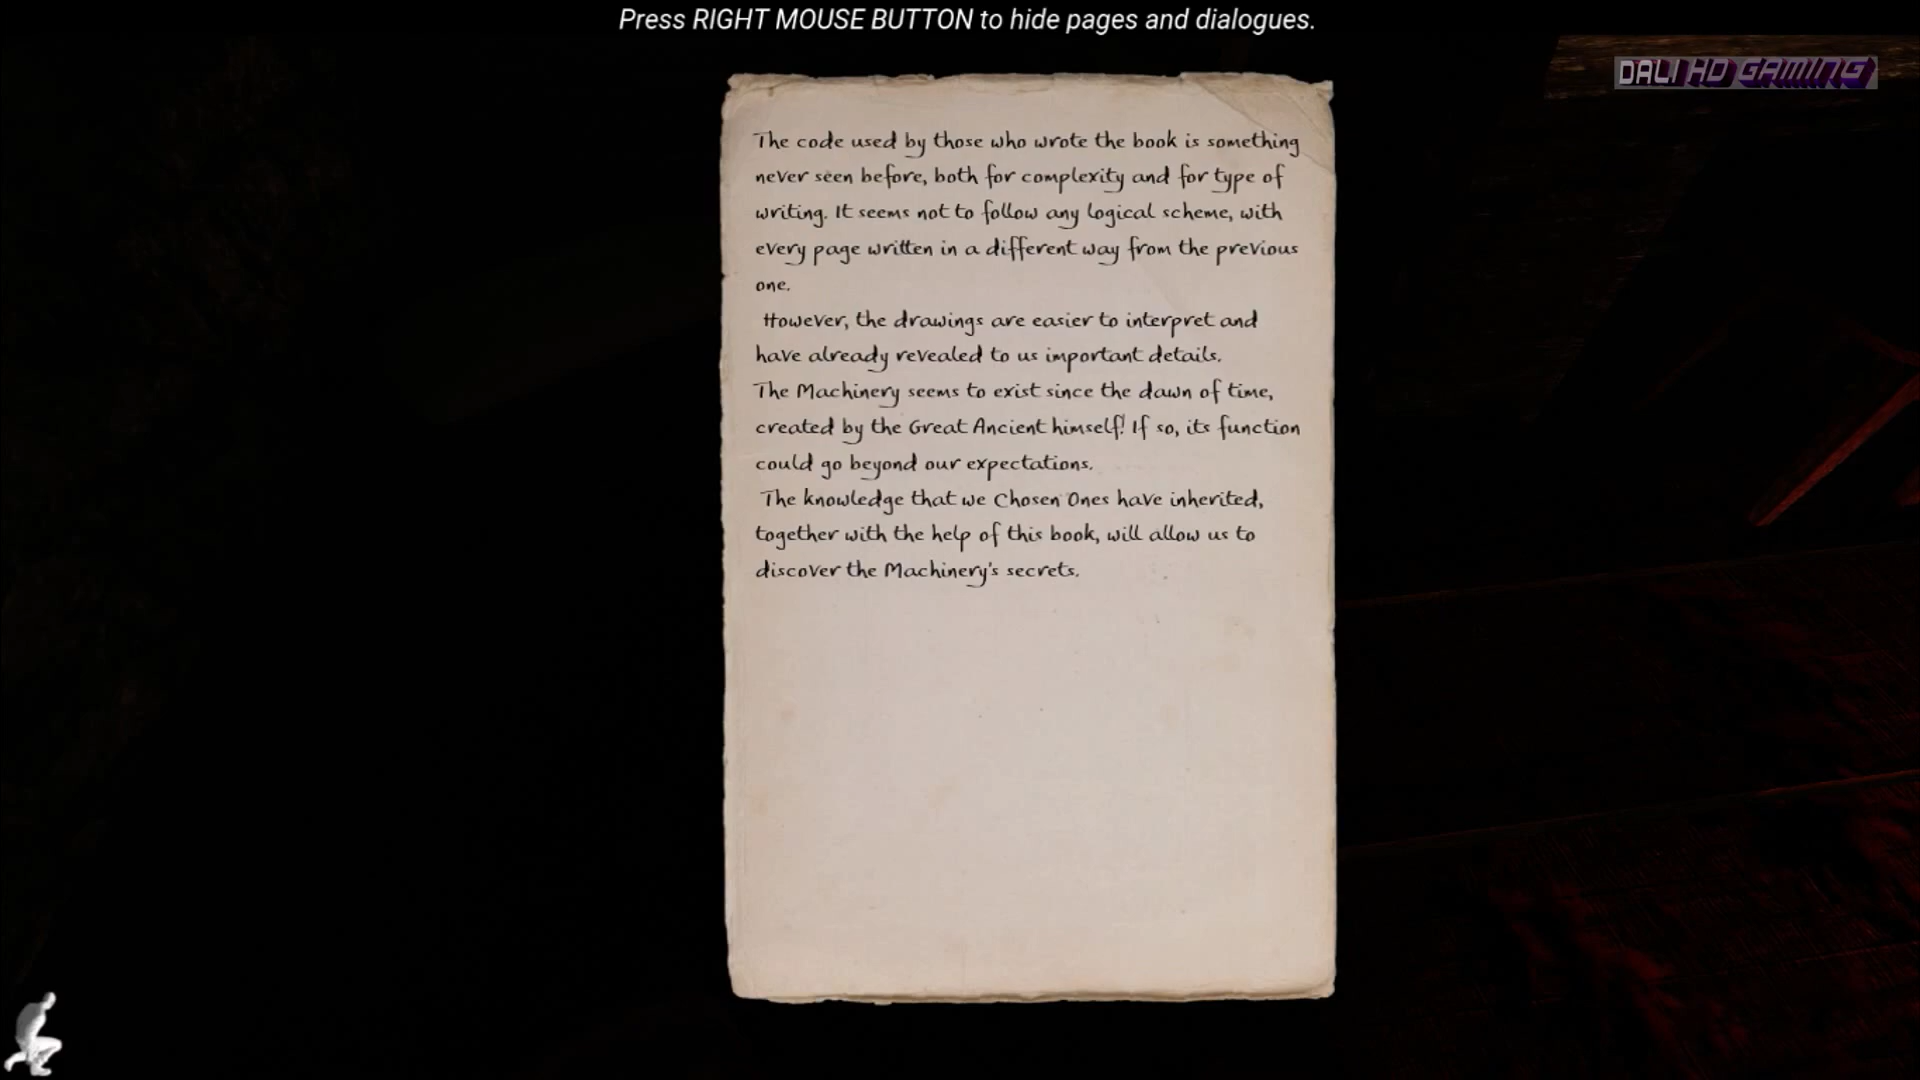 Press RIGHT MOUSE BUTTON to hide pages and dialogues.
DALI HD GAMING
The code used by those who wrote the book is something
never seen before, both for complexity and for type of
writing. It seems not to follow any logical scheme, with
every page written in a different way from the previous
one.
However, the drawings are easier to interpret and
have already revealed to us important details.
The Machinery seems to exist since the dawn of time,
created by the Great Ancient himself! If so, its function
could go beyond our expectations.
The knowledge that we Chosen Ones have inherited,
together with the help of this book, will allow us to
discover the Machinery's secrets.